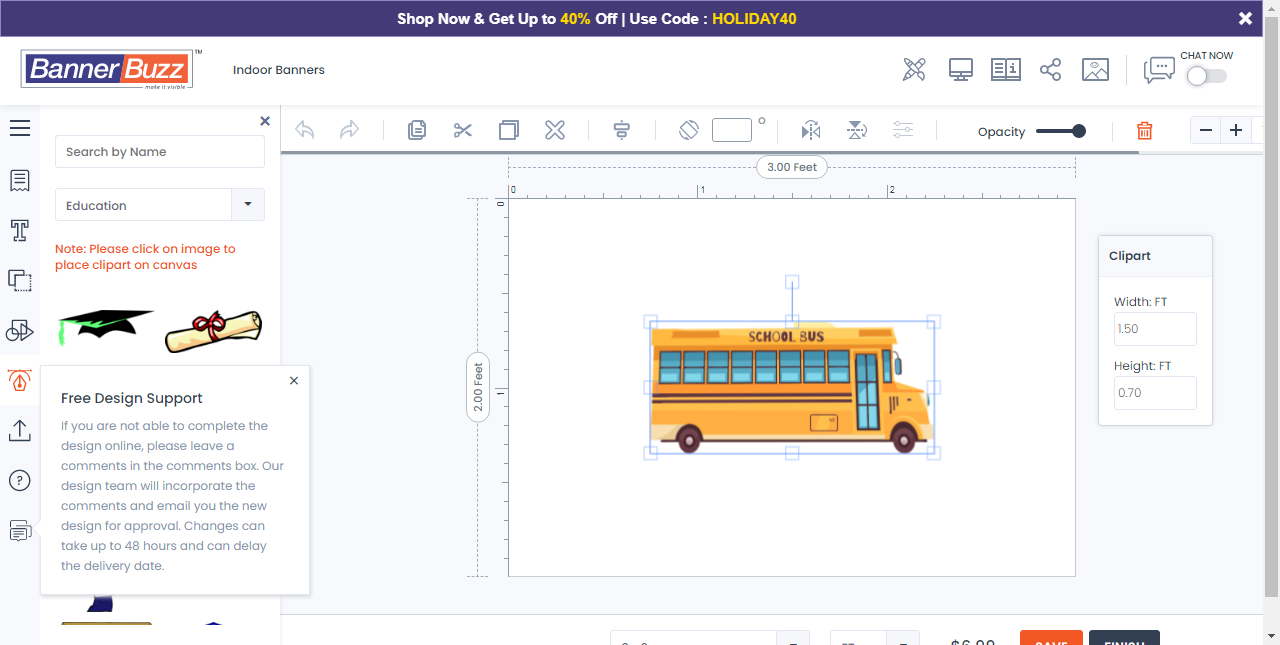 Shop Now & Get Up to 40% Off | Use Code : HOLIDAY40
BannerBuzz
TM
make it visible
Indoor Banners
CHAT NOW
Search by Name
Education
Note: Please click on image to
place clipart on canvas
Free Design Support
If you are not able to complete the
design online, please leave a
comments in the comments box. Our
design team will incorporate the
comments and email you the new
design for approval. Changes can
take up to 48 hours and can delay
the delivery date.
Opacity
3.00 Feet
0
1
2
0
1
2.00 Feet
SCHOOL BUS
Clipart
Width: FT
1.50
Height: FT
0.70
$6.99
SAVE
FINISH